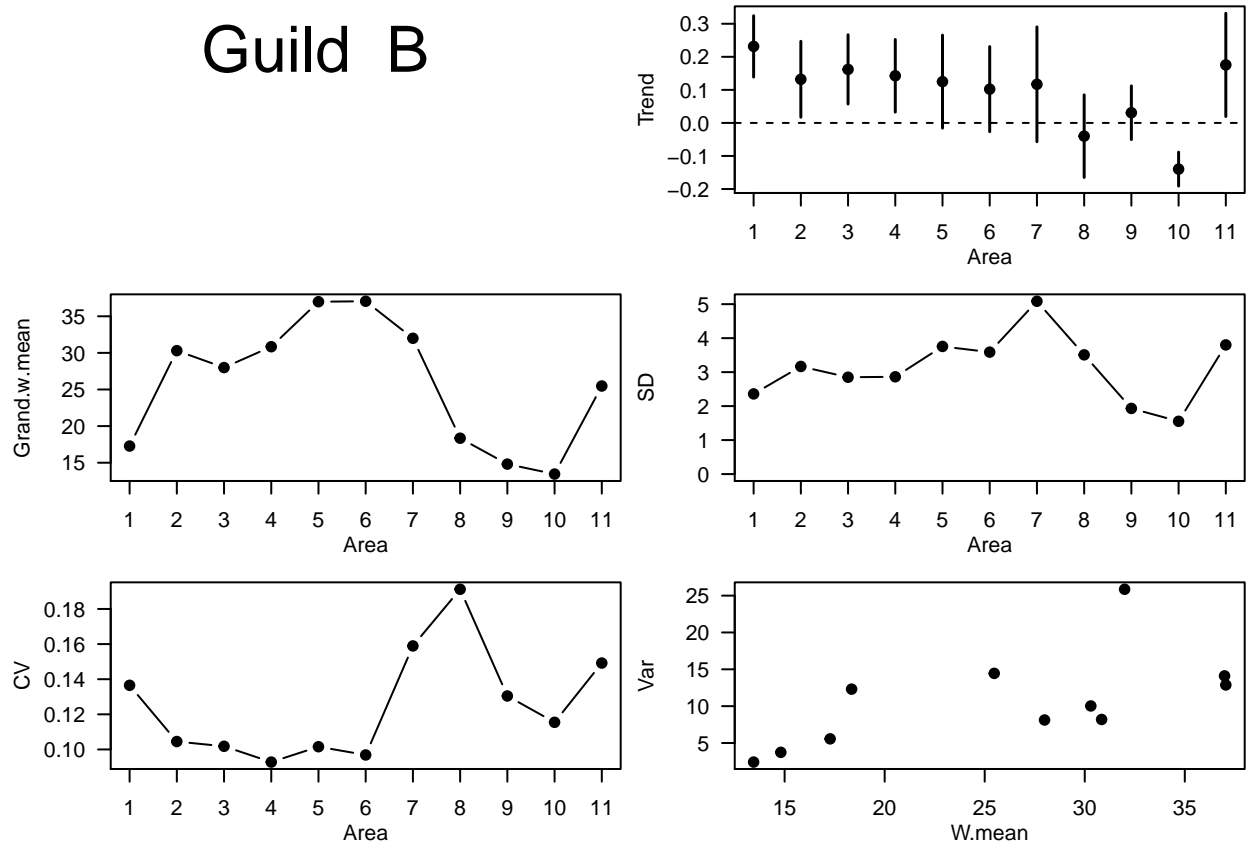 Guild B
Trend
0.3
0.2
0.1
0.0
−0.1
−0.2
1 2 3 4 5 6 7 8 9 10 11
Area
Grand.w.mean
35
30
25
20
15
1 2 3 4 5 6 7 8 9 10 11
Area
SD
5
4
3
2
1
0
1 2 3 4 5 6 7 8 9 10 11
Area
CV
0.18
0.16
0.14
0.12
0.10
1 2 3 4 5 6 7 8 9 10 11
Area
Var
25
20
15
10
5
15 20 25 30 35
W.mean